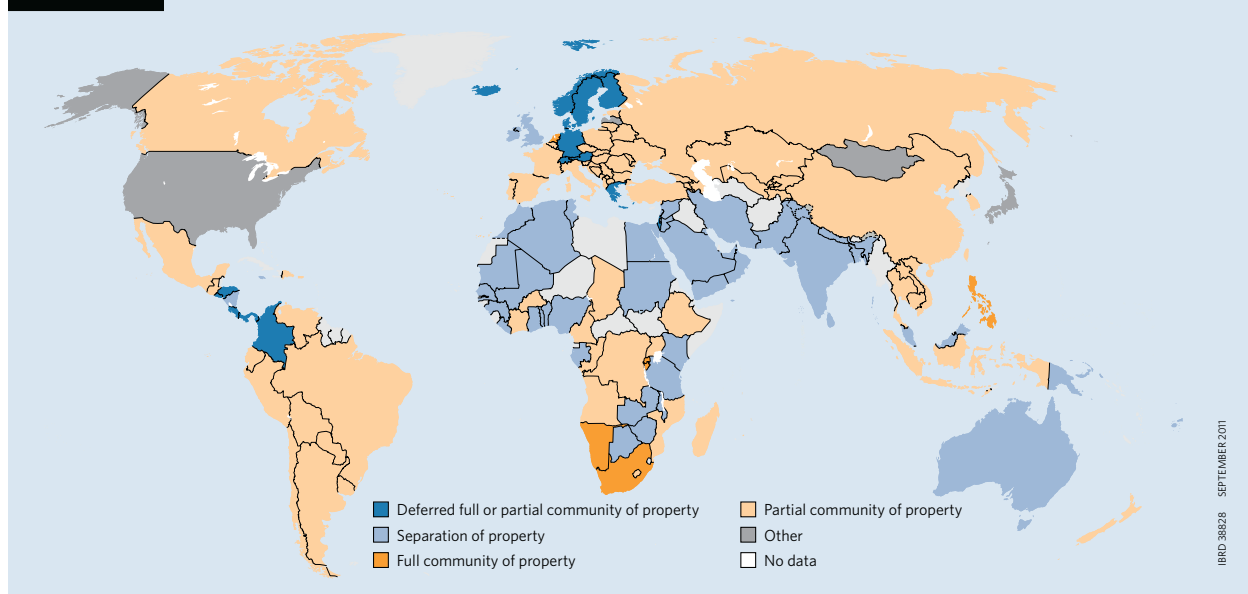 Deferred full or partial community of property
Separation of property
Full community of property
Partial community of property
Other
No data
IBRD 38828 SEPTEMBER 2011